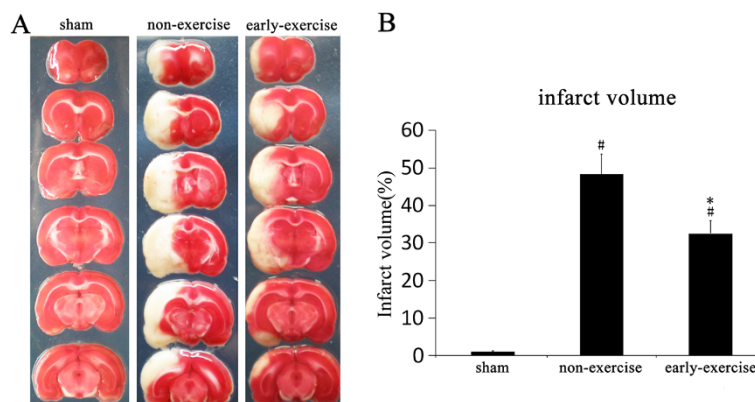 A
sham
non-exercise
early-exercise
B
infarct volume
Infarct volume(%)
60
50
40
30
20
10
0
#
*
#
sham
non-exercise
early-exercise